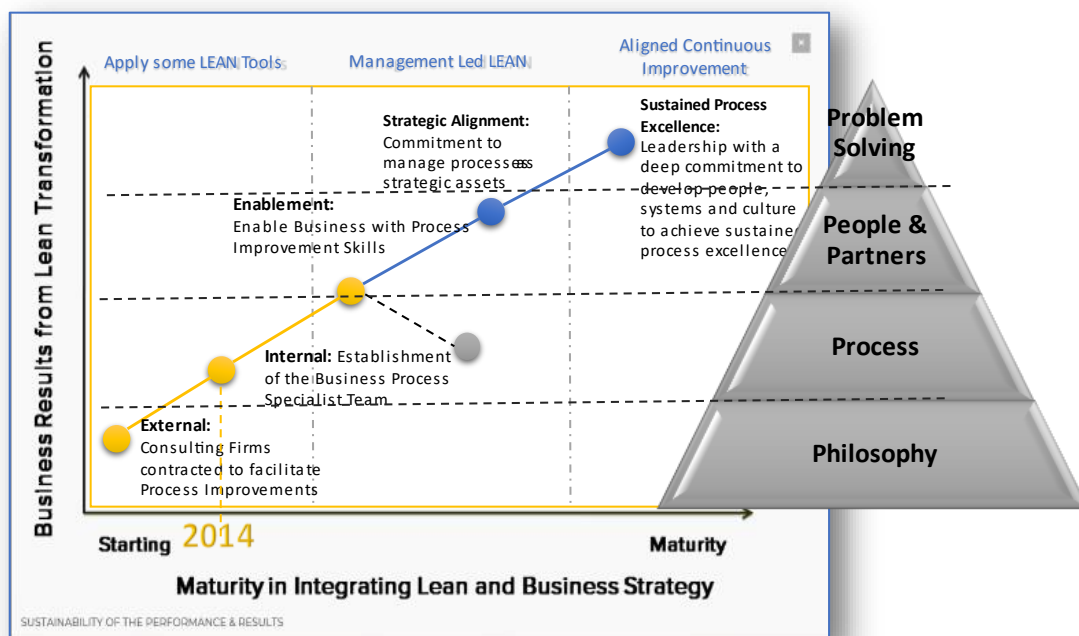 Apply some LEAN Tools
Management Led LEAN
Aligned Continuous
Improvement
Business Results from Lean Transformation
Strategic Alignment:
Commitment to
manage processes as
strategic assets
Sustained Process
Excellence:
Leadership with a
deep commitment to
develop people,
systems and culture
to achieve sustained
process excellence
Enablement:
Enable Business with Process
Improvement Skills
Internal: Establishment
of the Business Process
Specialist Team
External:
Consulting Firms
contracted to facilitate
Process Improvements
Problem
Solving
People &
Partners
Process
Philosophy
Starting
2014
Maturity
Maturity in Integrating Lean and Business Strategy
SUSTAINABILITY OF THE PERFORMANCE & RESULTS